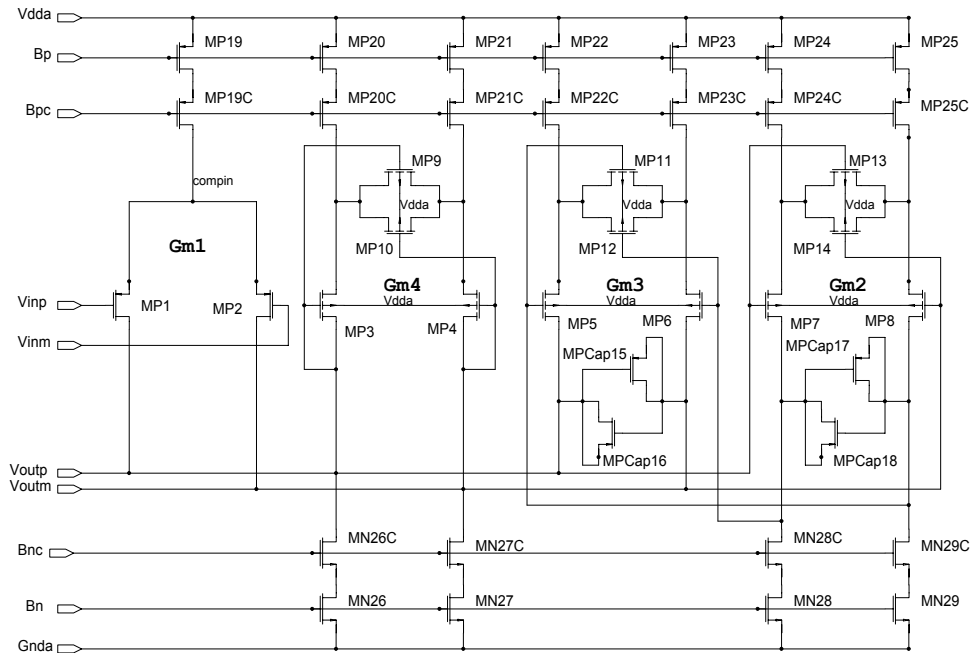 Vdda
MP19 MP20 MP21 MP22 MP23 MP24 MP25
Bp
MP19C MP20C MP21C MP22C MP23C MP24C MP25C
Bpc
MP9 MP11 MP13
compin
Vdda Vdda Vdda
MP10 MP12 MP14
Gm1
Gm4 Gm3 Gm2
Vdda Vdda Vdda
Vinp
MP1 MP2
MP3 MP4 MP5 MP6 MP7 MP8
Vinm
MPCap15 MPCap17
MPCap16 MPCap18
Voutp
Voutm
MN26C MN27C MN28C MN29C
Bnc
MN26 MN27 MN28 MN29
Bn
Gnda